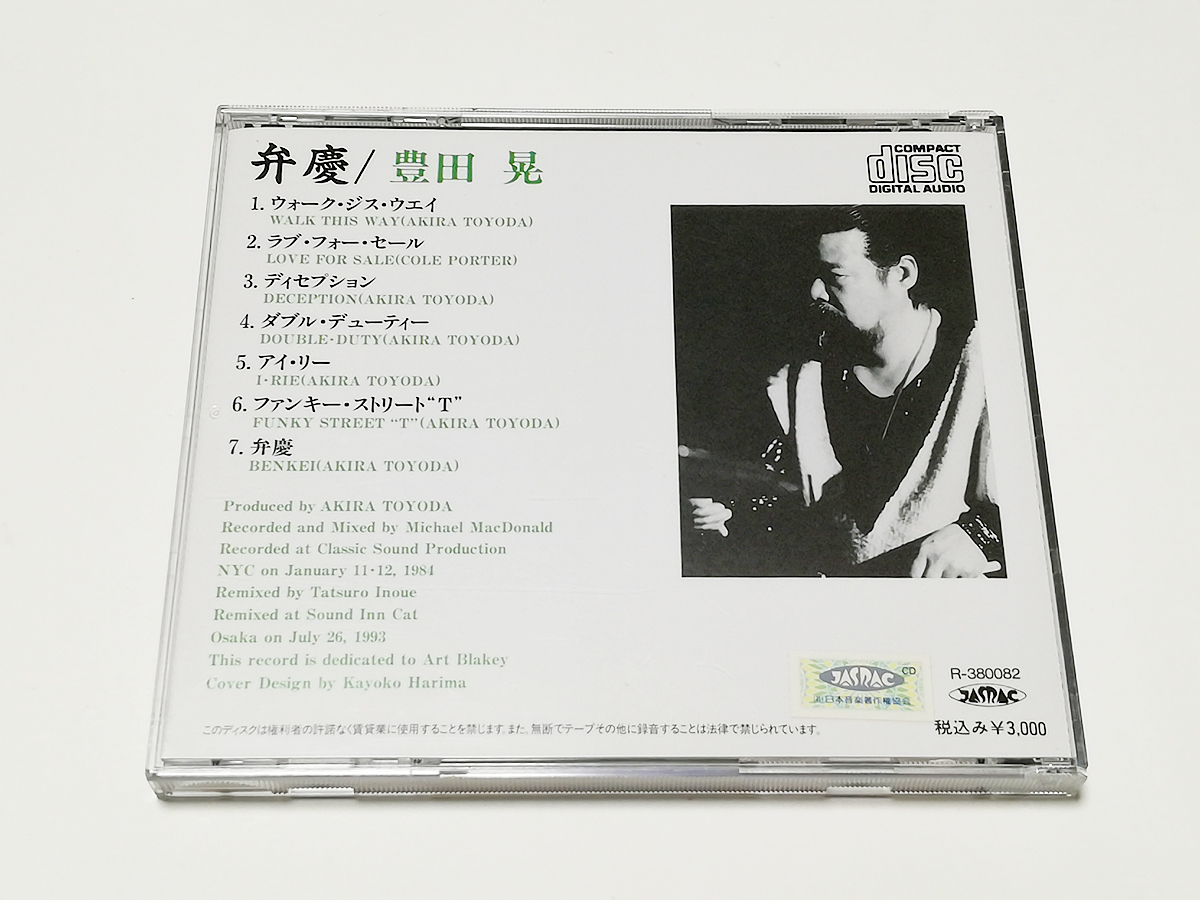 弁慶/豊田 晃
1. ウォーク・ジス・ウエイ
WALK THIS WAY(AKIRA TOYODA)
2. ラブ・フォー・セール
LOVE FOR SALE(COLE PORTER)
3. ディセプション
DECEPTION(AKIRA TOYODA)
4. ダブル・デューティー
DOUBLE·DUTY(AKIRA TOYODA)
5. アイ・リー
I·RIE(AKIRA TOYODA)
6. ファンキー・ストリート“T”
FUNKY STREET “T”(AKIRA TOYODA)
7. 弁慶
BENKEI(AKIRA TOYODA)
Produced by AKIRA TOYODA
Recorded and Mixed by Michael MacDonald
Recorded at Classic Sound Production
NYC on January 11·12, 1984
Remixed by Tatsuro Inoue
Remixed at Sound Inn Cat
Osaka on July 26, 1993
This record is dedicated to Art Blakey
Cover Design by Kayoko Harima
このディスクは権利者の許諾なく賃貸業に使用することを禁じます。また、無断でテープその他に録音することは法律で禁じられています。
COMPACT
disc
DIGITAL AUDIO
JASRAC
CD
日本音楽著作権協会
R-380082
JASRAC
税込み¥3,000